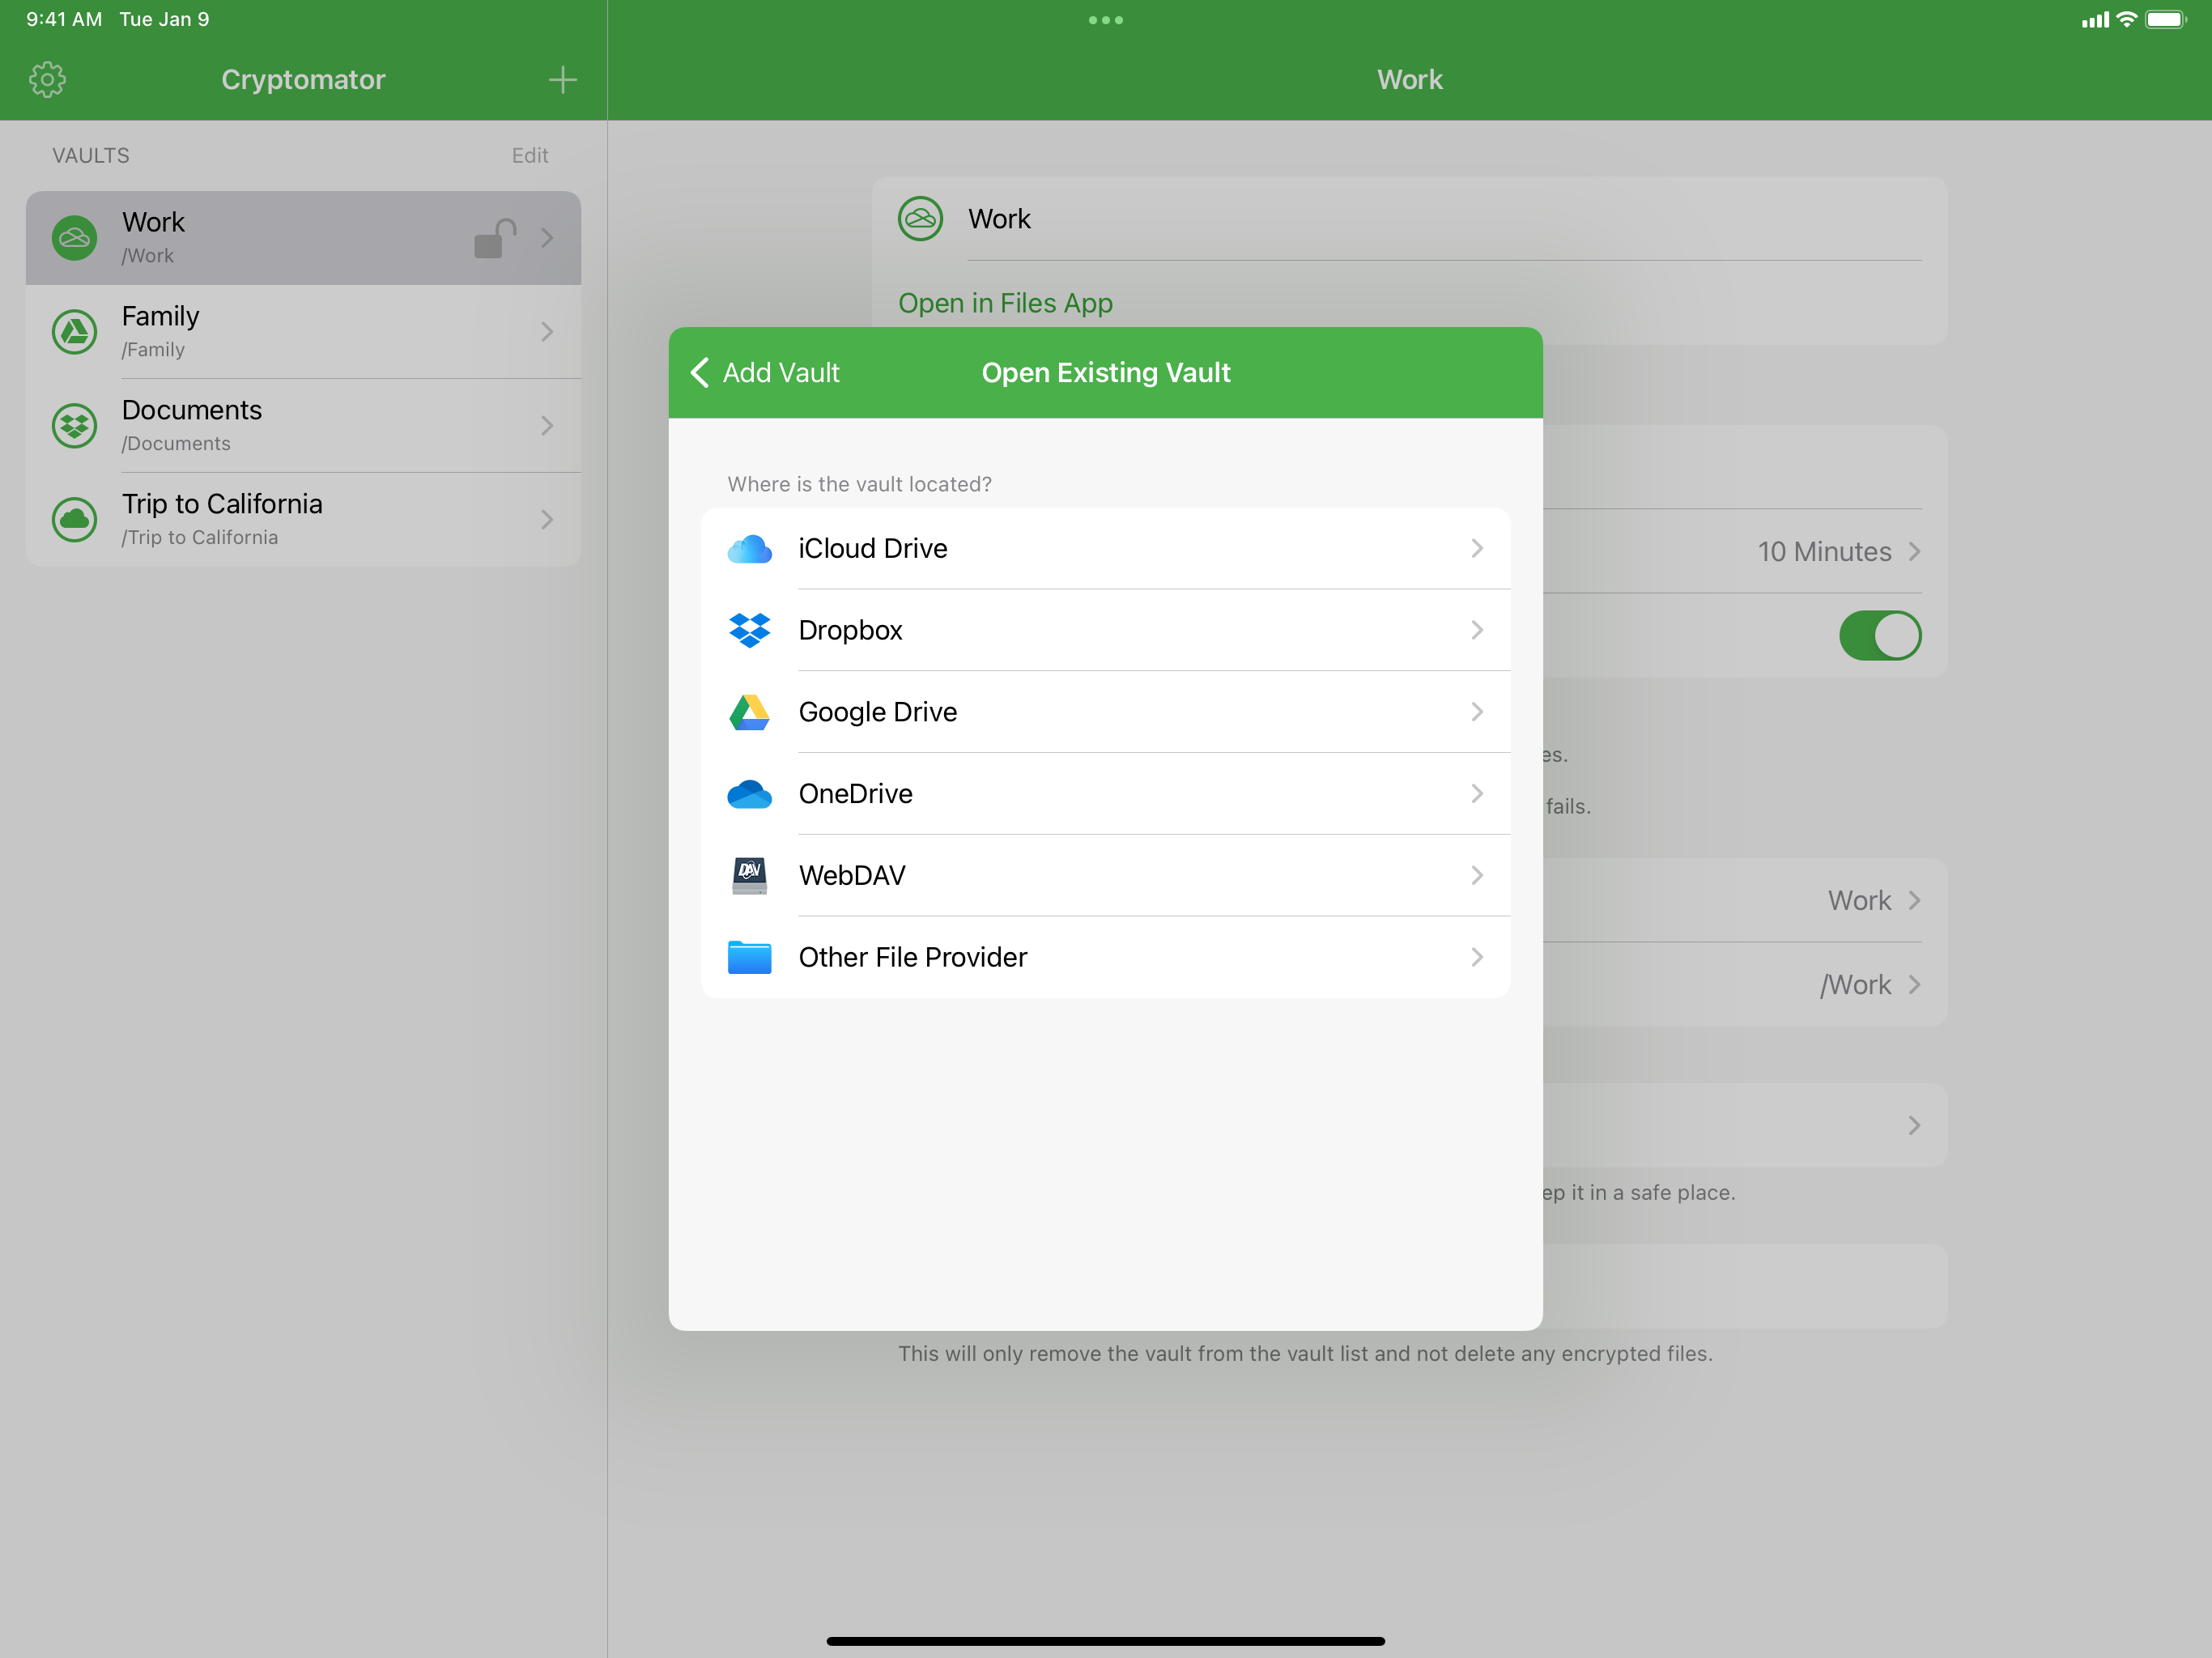 9:41 AM Tue Jan 9
Cryptomator
Work
VAULTS
Edit
Work
/Work
Family
/Family
Documents
/Documents
Trip to California
/Trip to California
Work
Open in Files App
Add Vault
Open Existing Vault
Where is the vault located?
iCloud Drive
Dropbox
Google Drive
OneDrive
DAV
WebDAV
Other File Provider
10 Minutes
es.
fails.
Work
/Work
ep it in a safe place.
This will only remove the vault from the vault list and not delete any encrypted files.